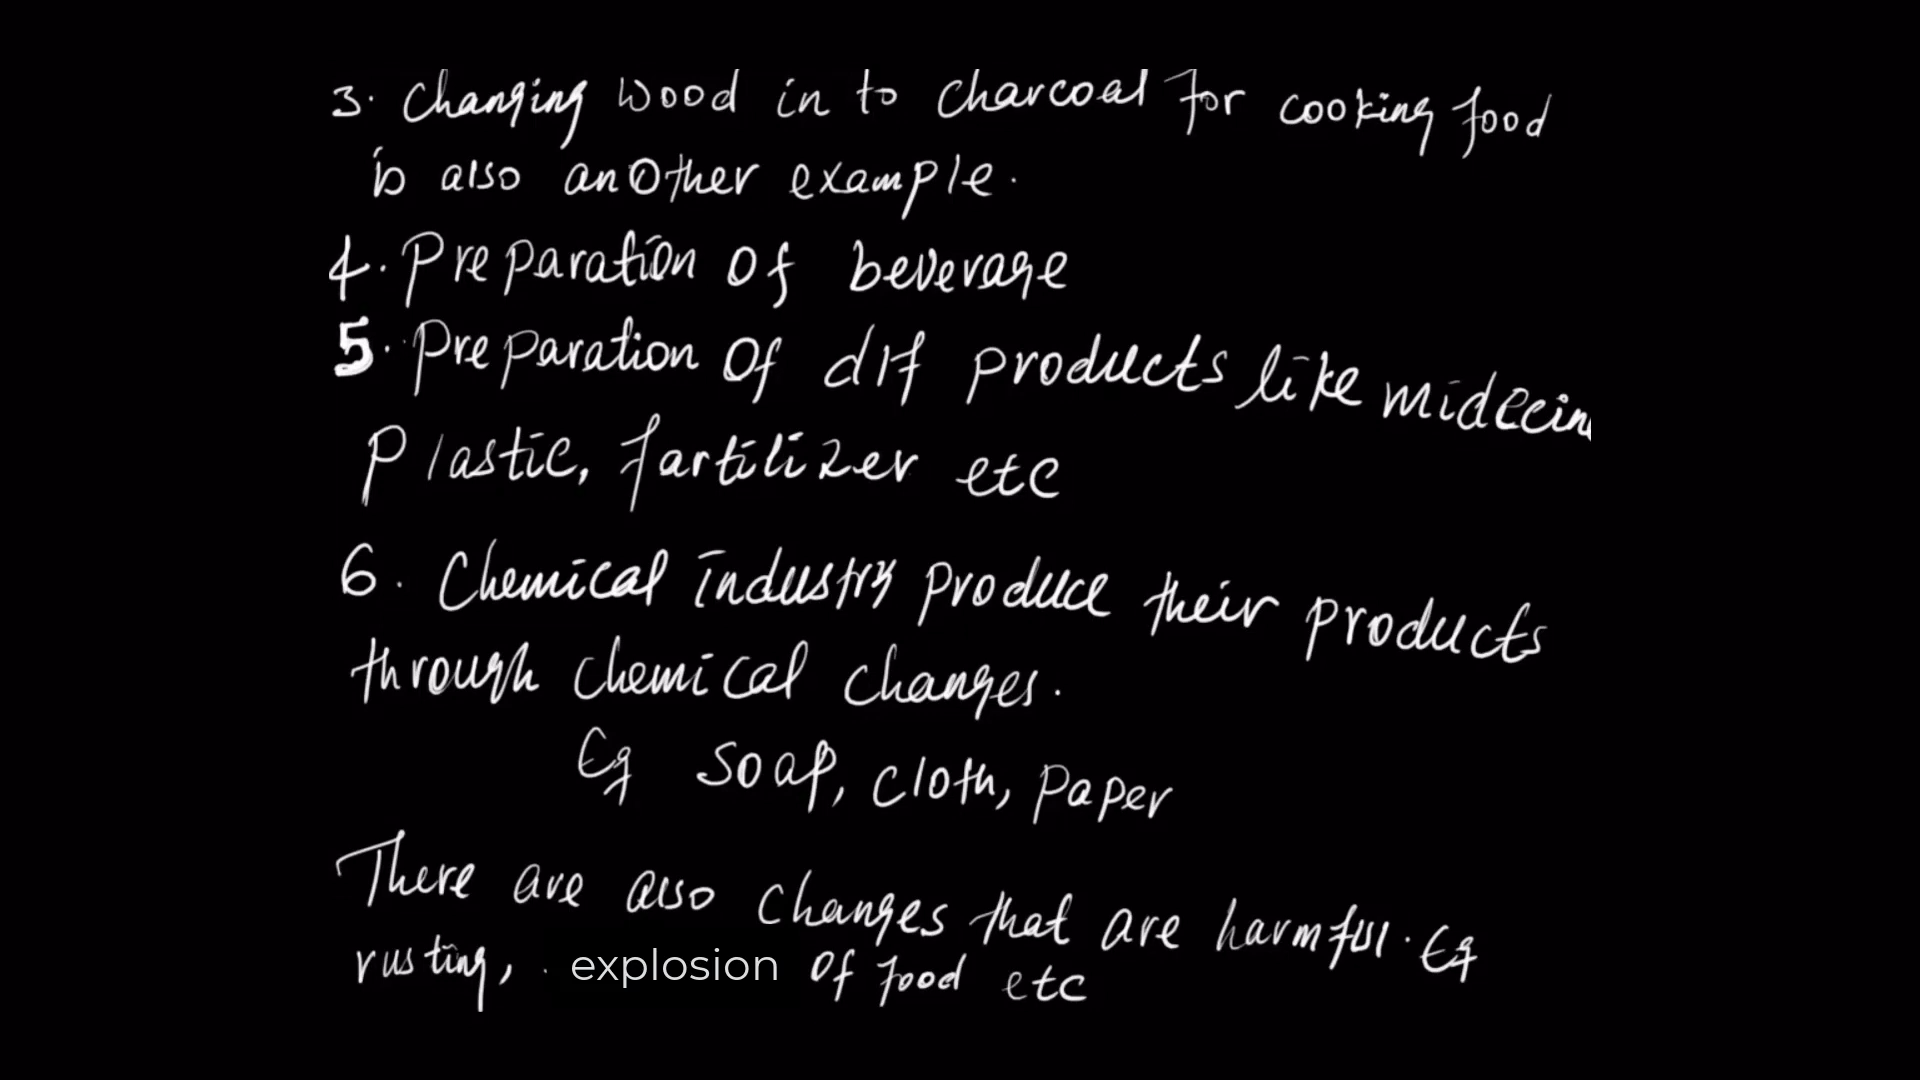 3. Changing wood in to charcoal for cooking food
is also another example.
4. Preparation of beverage
5. Preparation of dif products like midecin
Plastic, fartilizer etc
6. Chemical industry produce their products
through chemical changes.
Eg soap, cloth, paper
There are also changes that are harmful. Eg
rusting, explosion of food etc